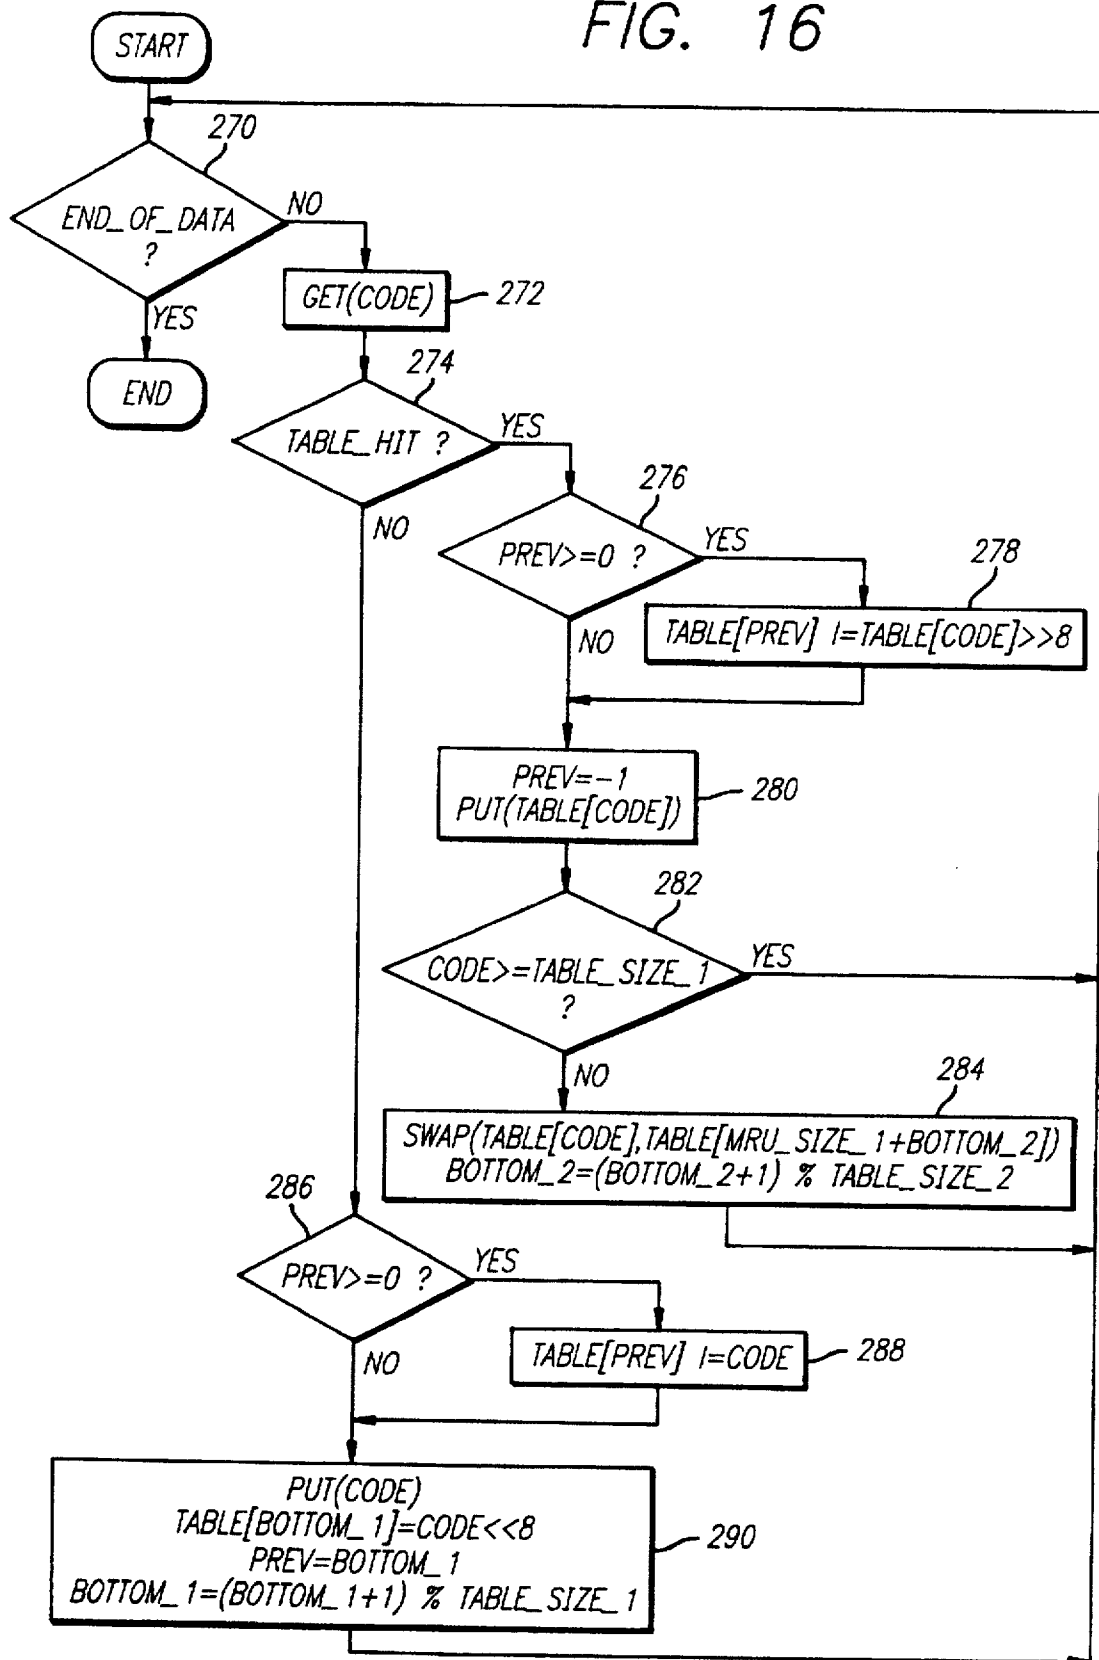 FIG. 16
START
270
END_OF_DATA
?
NO
YES
END
GET(CODE)
272
274
TABLE_HIT ?
YES
NO
276
PREV>=0 ?
YES
NO
278
TABLE[PREV] I=TABLE[CODE]>>8
PREV=-1
PUT(TABLE[CODE])
280
282
CODE>=TABLE_SIZE_1
?
YES
NO
284
SWAP(TABLE[CODE],TABLE[MRU_SIZE_1+BOTTOM_2])
BOTTOM_2=(BOTTOM_2+1) % TABLE_SIZE_2
286
PREV>=0 ?
YES
NO
TABLE[PREV] I=CODE
288
PUT(CODE)
TABLE[BOTTOM_1]=CODE<<8
PREV=BOTTOM_1
BOTTOM_1=(BOTTOM_1+1) % TABLE_SIZE_1
290